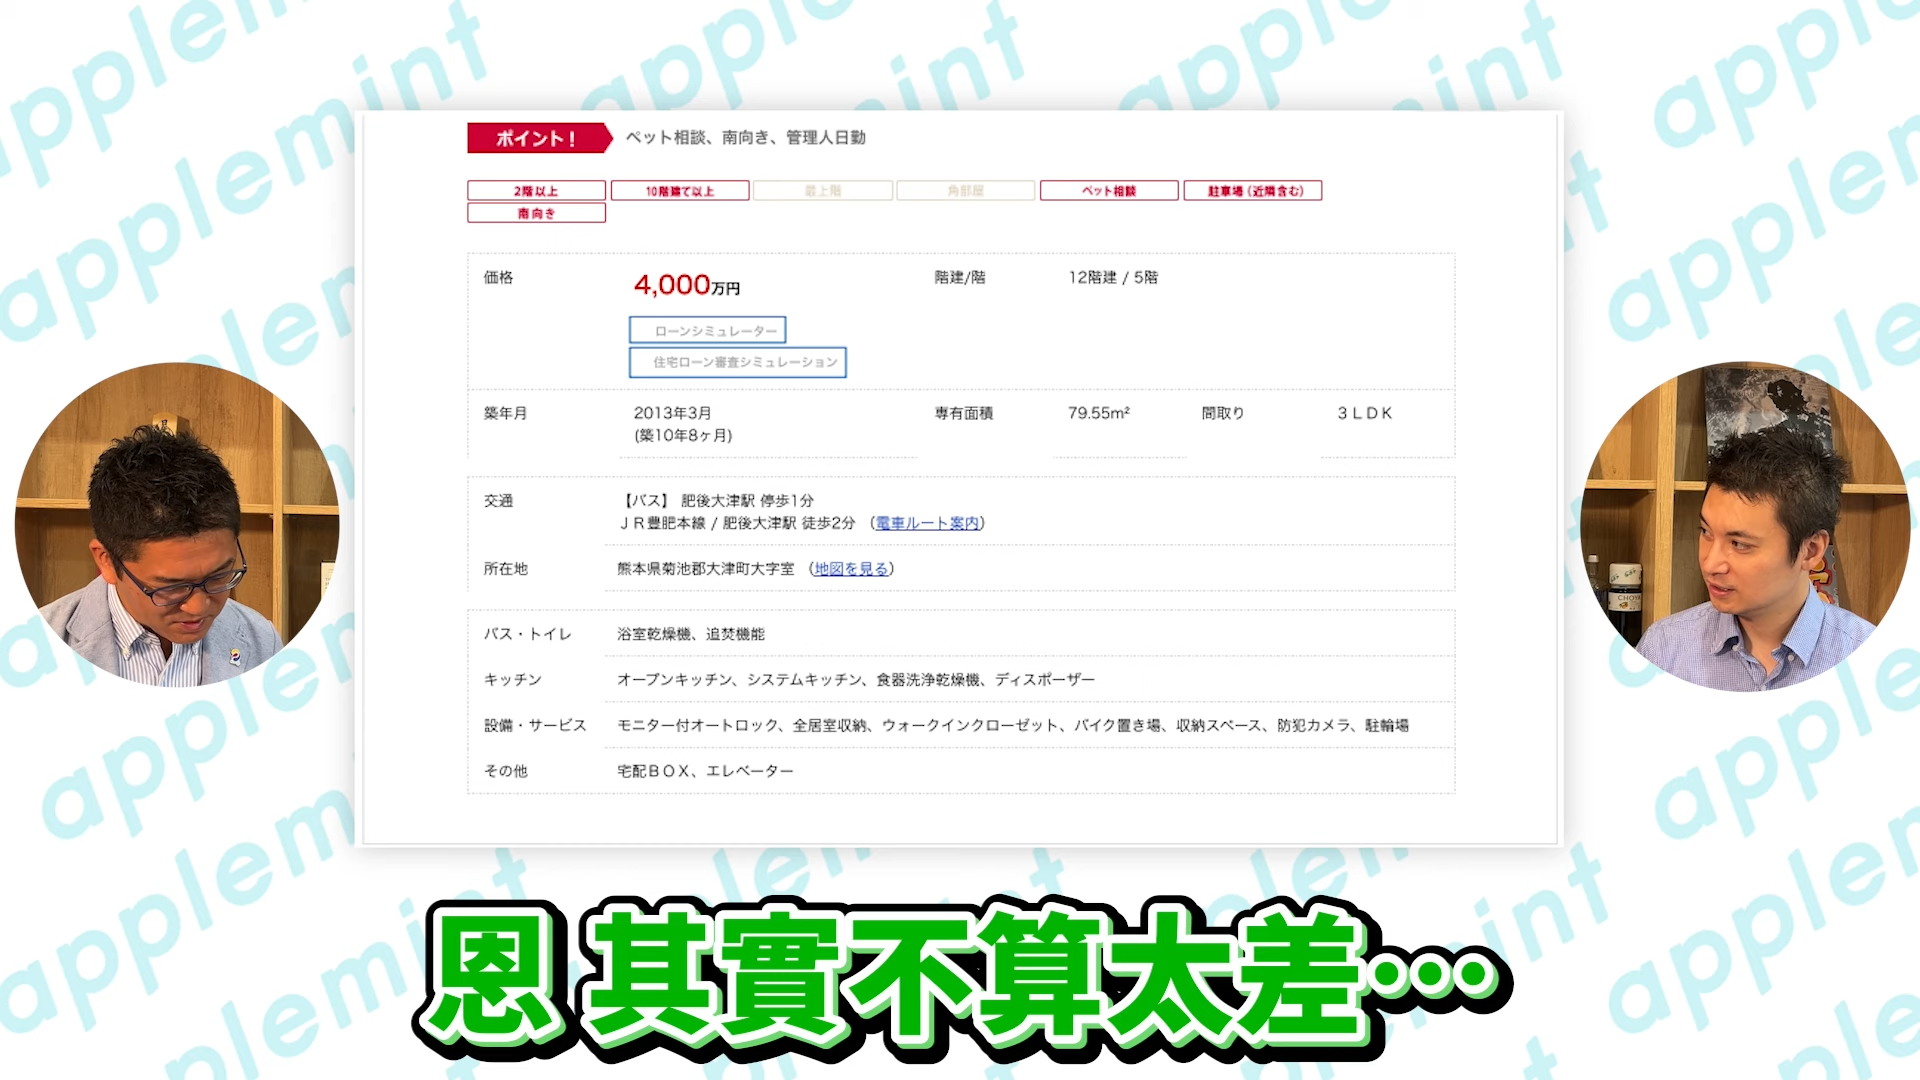 ポイント！ ペット相談、南向き、管理人日勤
2階以上 10階建て以上 最上階 角部屋 ペット相談 駐車場（近隣含む）
南向き
価格 4,000万円 階建/階 12階建 / 5階
ローンシミュレーター
住宅ローン審査シミュレーション
築年月 2013年3月 専有面積 79.55m² 間取り ３ＬＤＫ
(築10年8ヶ月)
交通 【バス】 肥後大津駅 停歩1分
ＪＲ豊肥本線 / 肥後大津駅 徒歩2分 （電車ルート案内）
所在地 熊本県菊池郡大津町大字室 （地図を見る）
バス・トイレ 浴室乾燥機、追焚機能
キッチン オープンキッチン、システムキッチン、食器洗浄乾燥機、ディスポーザー
設備・サービス モニター付オートロック、全居室収納、ウォークインクローゼット、バイク置き場、収納スペース、防犯カメラ、駐輪場
その他 宅配ＢＯＸ、エレベーター
CHOYA
恩 其實不算太差…
applemint